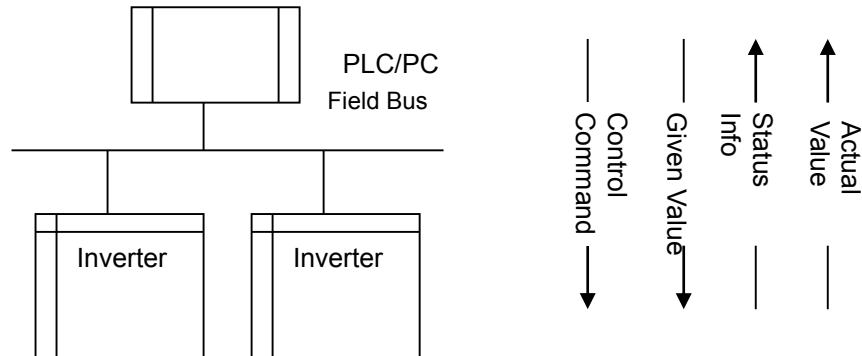 PLC/PC
Field Bus
Inverter
Inverter
Control
Command
Given Value
Status
Info
Actual
Value